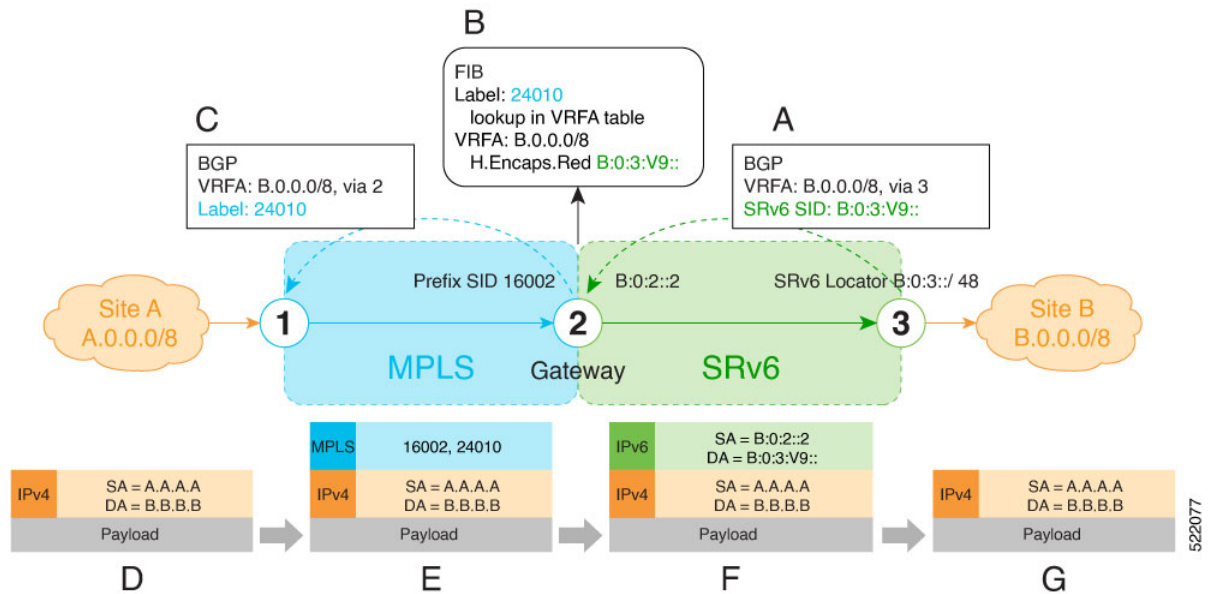 B
FIB
Label: 24010
lookup in VRFA table
VRFA: B.0.0.0/8
H.Encaps.Red B:0:3:V9::
C
BGP
VRFA: B.0.0.0/8, via 2
Label: 24010
A
BGP
VRFA: B.0.0.0/8, via 3
SRv6 SID: B:0:3:V9::
Prefix SID 16002
B:0:2::2
SRv6 Locator B:0:3::/ 48
Site A
A.0.0.0/8
1
2
3
Site B
B.0.0.0/8
MPLS
Gateway
SRv6
IPv4
SA = A.A.A.A
DA = B.B.B.B
Payload
D
MPLS
16002, 24010
IPv4
SA = A.A.A.A
DA = B.B.B.B
Payload
E
IPv6
SA = B:0:2::2
DA = B:0:3:V9::
IPv4
SA = A.A.A.A
DA = B.B.B.B
Payload
F
IPv4
SA = A.A.A.A
DA = B.B.B.B
Payload
G
522077